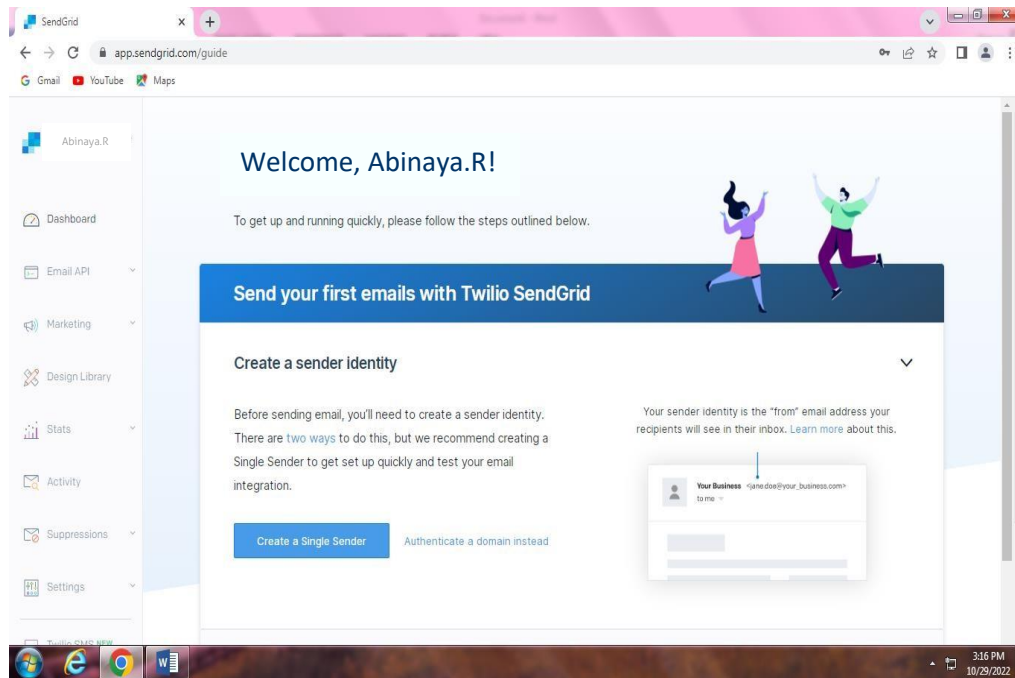 SendGrid
app.sendgrid.com/guide
Gmail YouTube Maps
Abinaya.R
Welcome, Abinaya.R!
To get up and running quickly, please follow the steps outlined below.
Dashboard
Email API
Marketing
Design Library
Stats
Activity
Suppressions
Settings
Twilio SMS NEW
Send your first emails with Twilio SendGrid
Create a sender identity
Before sending email, you'll need to create a sender identity.
There are two ways to do this, but we recommend creating a
Single Sender to get set up quickly and test your email
integration.
Create a Single Sender
Authenticate a domain instead
Your sender identity is the "from" email address your
recipients will see in their inbox. Learn more about this.
Your Business <jane.doe@your_business.com>
to me
3:16 PM
10/29/2022